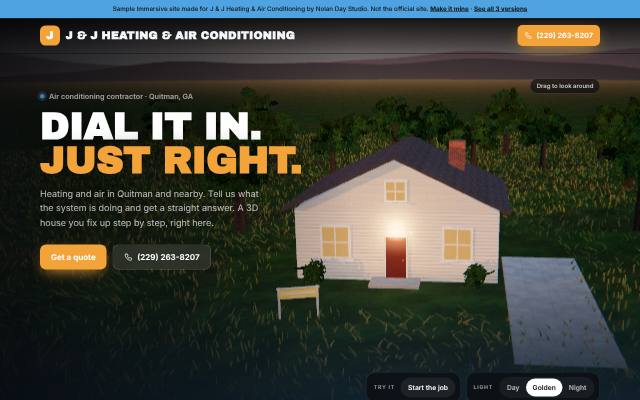 Sample Immersive site made for J & J Heating & Air Conditioning by Nolan Day Studio. Not the official site. Make it mine · See all 3 versions
J J & J HEATING & AIR CONDITIONING
(229) 263-8207
Drag to look around
Air conditioning contractor · Quitman, GA
DIAL IT IN.
JUST RIGHT.
Heating and air in Quitman and nearby. Tell us what
the system is doing and get a straight answer. A 3D
house you fix up step by step, right here.
Get a quote (229) 263-8207
TRY IT Start the job LIGHT Day Golden Night